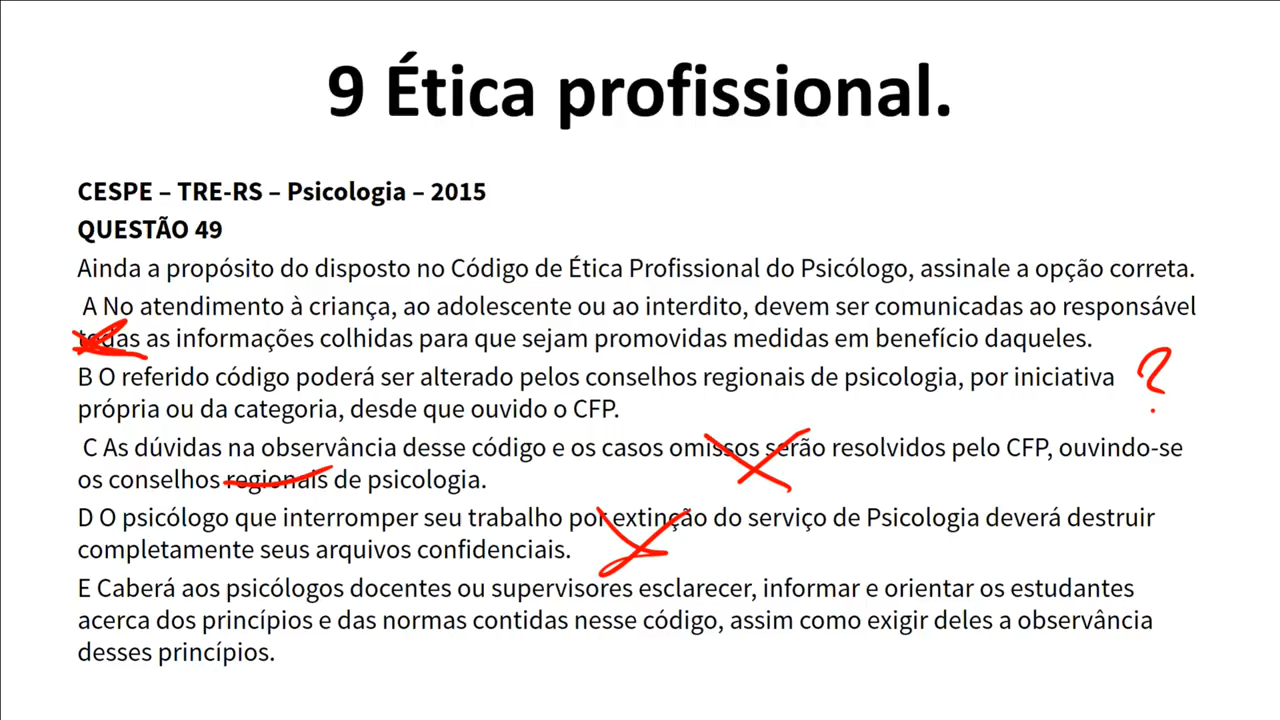 9 Ética profissional.
CESPE – TRE-RS – Psicologia – 2015
QUESTÃO 49
Ainda a propósito do disposto no Código de Ética Profissional do Psicólogo, assinale a opção correta.
A No atendimento à criança, ao adolescente ou ao interdito, devem ser comunicadas ao responsável
todas as informações colhidas para que sejam promovidas medidas em benefício daqueles.
B O referido código poderá ser alterado pelos conselhos regionais de psicologia, por iniciativa
própria ou da categoria, desde que ouvido o CFP.
?
C As dúvidas na observância desse código e os casos omissos serão resolvidos pelo CFP, ouvindo-se
os conselhos regionais de psicologia.
D O psicólogo que interromper seu trabalho por extinção do serviço de Psicologia deverá destruir
completamente seus arquivos confidenciais.
E Caberá aos psicólogos docentes ou supervisores esclarecer, informar e orientar os estudantes
acerca dos princípios e das normas contidas nesse código, assim como exigir deles a observância
desses princípios.